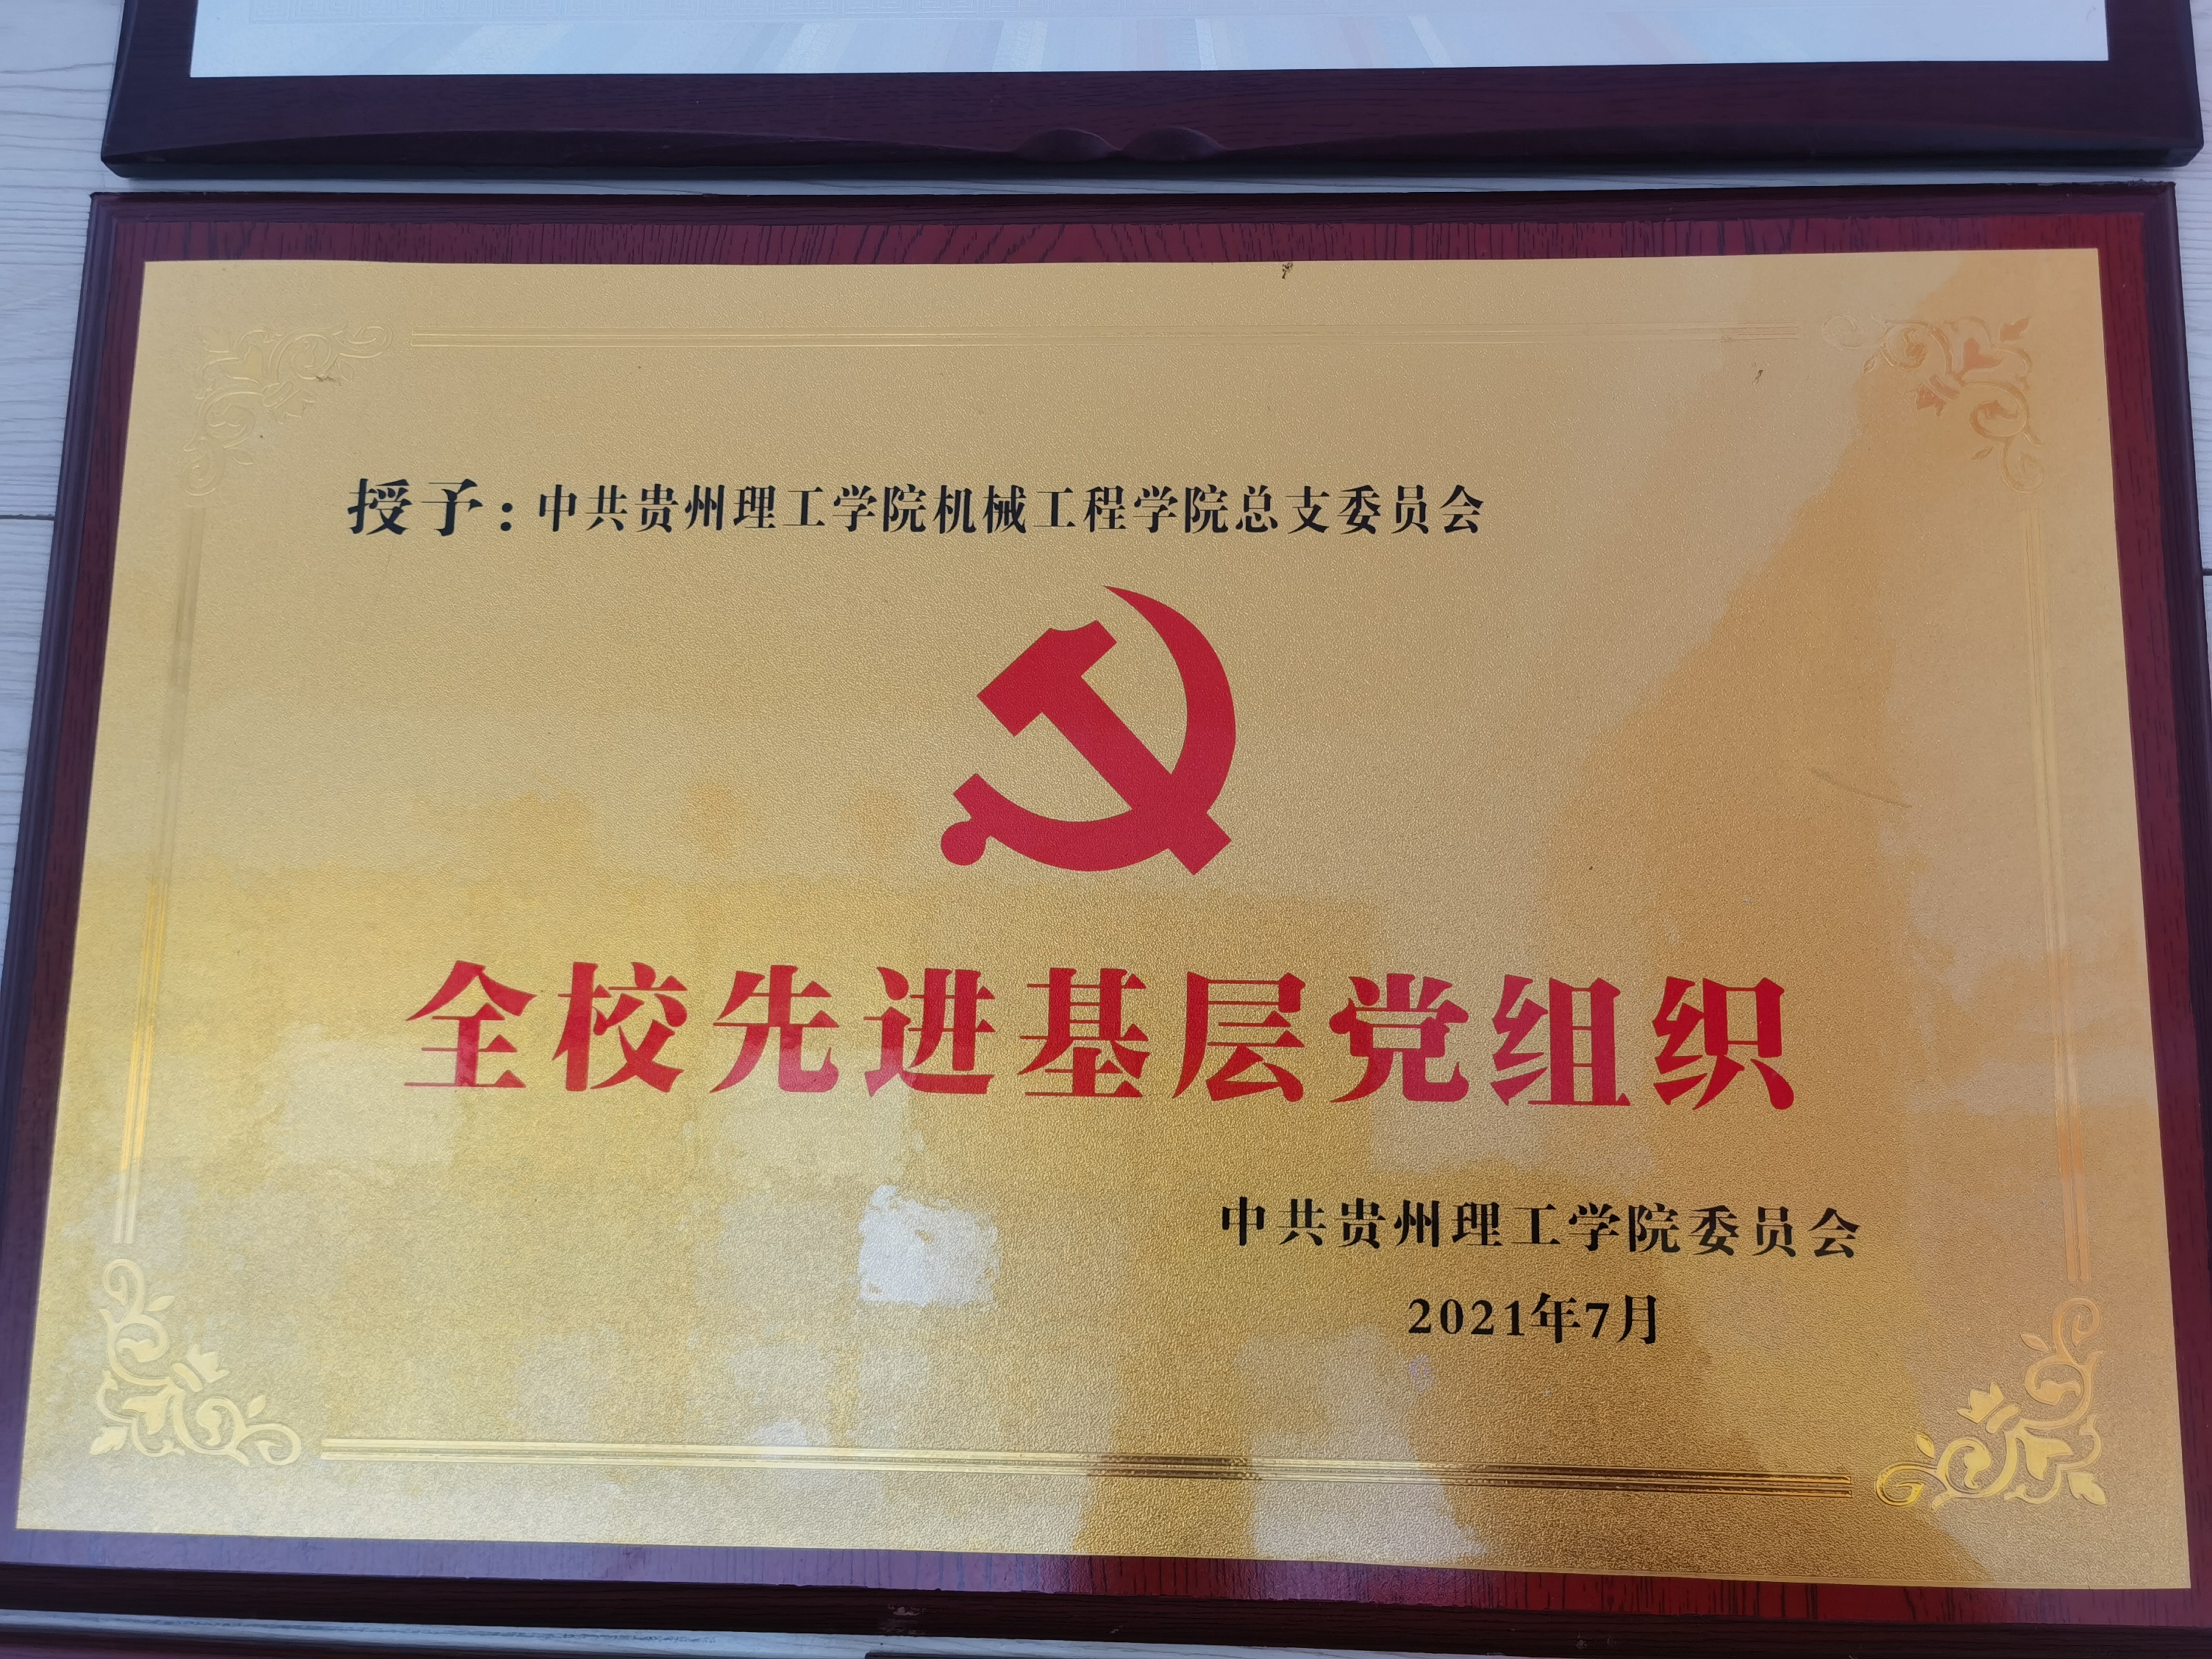 授予：中共贵州理工学院机械工程学院总支委员会
全校先进基层党组织
中共贵州理工学院委员会
2021年7月